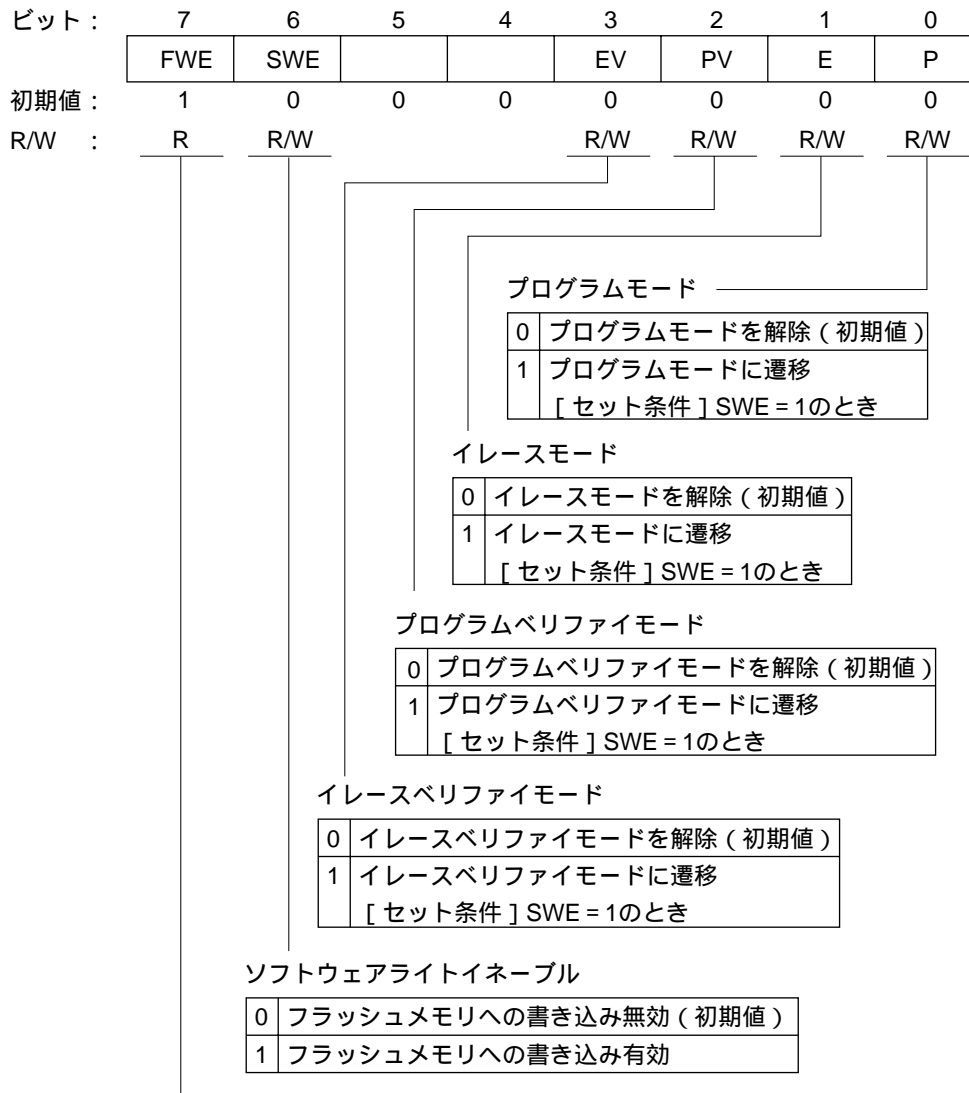 ビット： 7 6 5 4 3 2 1 0
FWE SWE EV PV E P
初期値： 1 0 0 0 0 0 0 0
R/W ： R R/W R/W R/W R/W R/W
プログラムモード
0 プログラムモードを解除（初期値）
1 プログラムモードに遷移
［セット条件］SWE = 1のとき
イレースモード
0 イレースモードを解除（初期値）
1 イレースモードに遷移
［セット条件］SWE = 1のとき
プログラムベリファイモード
0 プログラムベリファイモードを解除（初期値）
1 プログラムベリファイモードに遷移
［セット条件］SWE = 1のとき
イレースベリファイモード
0 イレースベリファイモードを解除（初期値）
1 イレースベリファイモードに遷移
［セット条件］SWE = 1のとき
ソフトウェアライトイネーブル
0 フラッシュメモリへの書き込み無効（初期値）
1 フラッシュメモリへの書き込み有効